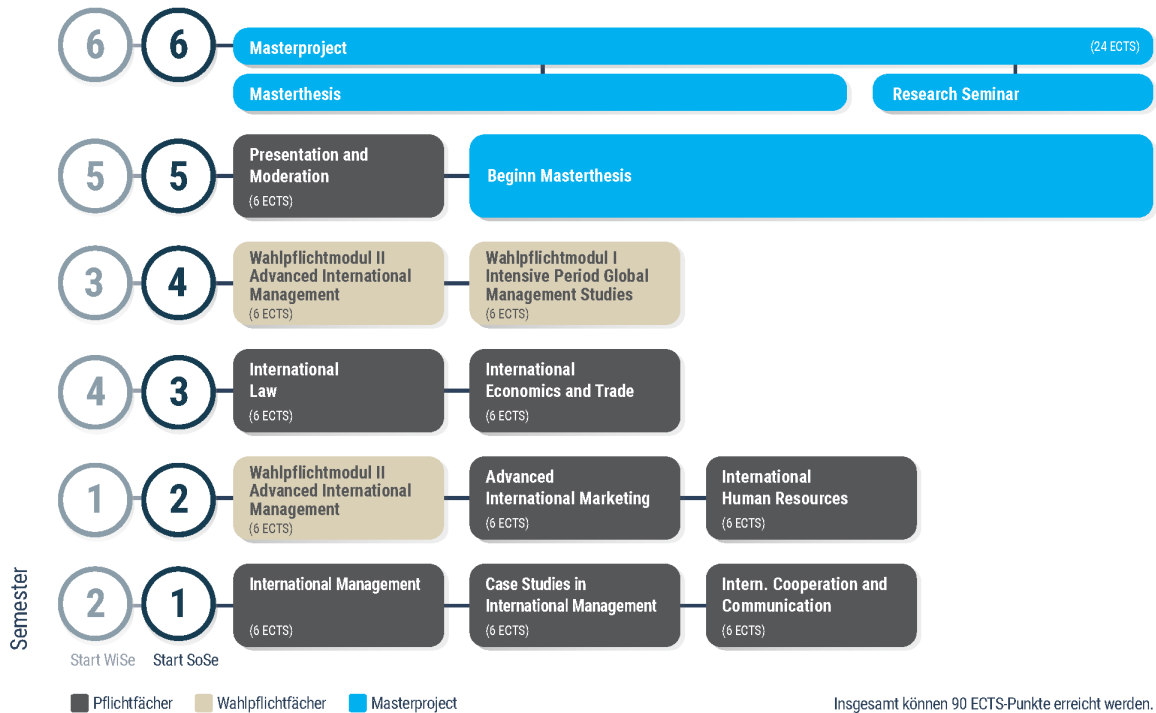 6
6
Masterproject
(24 ECTS)
Masterthesis
Research Seminar
5
5
Presentation and
Moderation
(6 ECTS)
Beginn Masterthesis
3
4
Wahlpflichtmodul II
Advanced International
Management
(6 ECTS)
Wahlpflichtmodul I
Intensive Period Global
Management Studies
(6 ECTS)
4
3
International
Law
(6 ECTS)
International
Economics and Trade
(6 ECTS)
1
2
Wahlpflichtmodul II
Advanced International
Management
(6 ECTS)
Advanced
International Marketing
(6 ECTS)
International
Human Resources
(6 ECTS)
Semester
2
1
International Management
(6 ECTS)
Case Studies in
International Management
(6 ECTS)
Intern. Cooperation and
Communication
(6 ECTS)
Start WiSe
Start SoSe
Pflichtfächer
Wahlpflichtfächer
Masterproject
Insgesamt können 90 ECTS-Punkte erreicht werden.